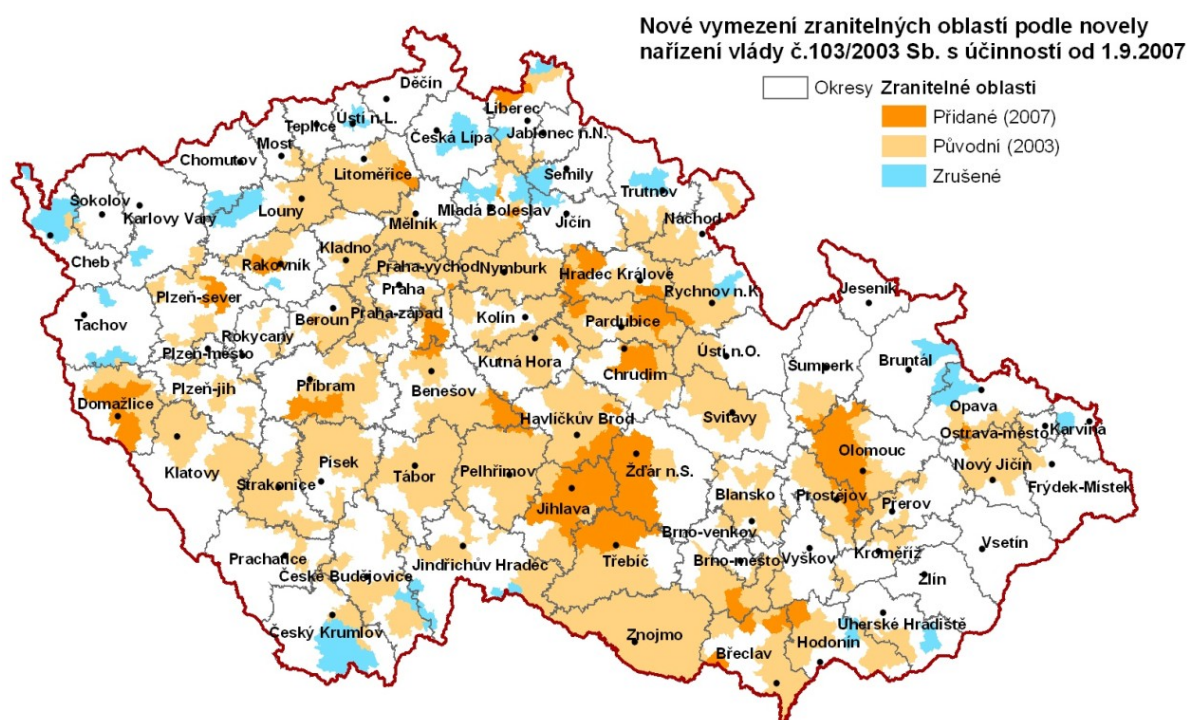 Nové vymezení zranitelných oblastí podle novely
nařízení vlády č.103/2003 Sb. s účinností od 1.9.2007
Okresy Zranitelné oblasti
Přidané (2007)
Původní (2003)
Zrušené
Děčín
Liberec
Ústí n.L.
Teplice
Česká Lípa
Jablonec n.N.
Most
Chomutov
Litoměřice
Semily
Trutnov
Sokolov
Karlovy Vary
Louny
Mladá Boleslav
Jičín
Mělník
Náchod
Cheb
Rakovník
Kladno
Praha-východ
Nymburk
Hradec Králové
Jeseník
Plzeň-sever
Praha
Rychnov n.K
Tachov
Beroun
Praha-západ
Kolín
Pardubice
Rokycany
Plzeň-město
Kutná Hora
Ústí n.O.
Bruntál
Šumperk
Chrudim
Plzeň-jih
Příbram
Benešov
Opava
Domažlice
Havlíčkův Brod
Svitavy
Ostrava-město
Karviná
Olomouc
Klatovy
Písek
Tábor
Pelhřimov
Žďár n.S.
Nový Jičín
Strakonice
Frýdek-Místek
Blansko
Prostějov
Přerov
Jihlava
Brno-venkov
Vsetín
Prachatice
Jindřichův Hradec
Třebíč
Brno-město
Vyškov
Kroměříž
České Budějovice
Zlín
Český Krumlov
Znojmo
Uherské Hradiště
Hodonín
Břeclav